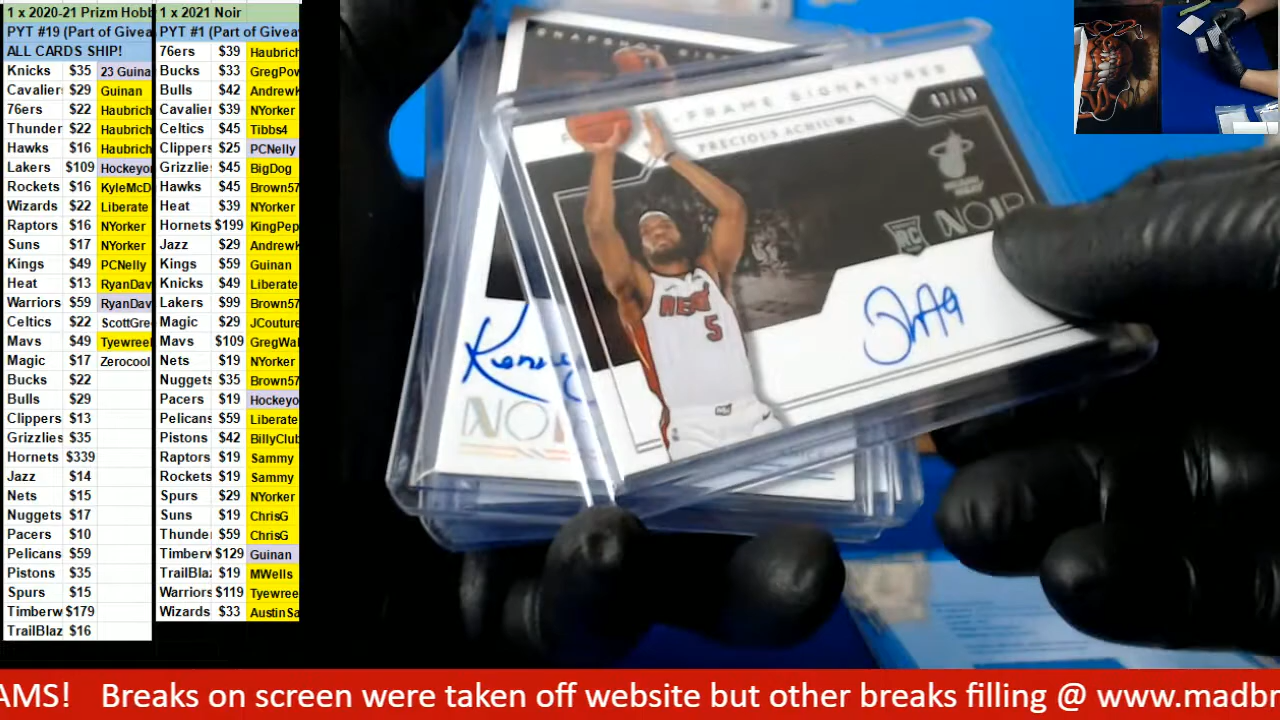 1 x 2020-21 Prizm Hobb
PYT #19 (Part of Givea
ALL CARDS SHIP!
Knicks $35 23 Guina
Cavaliers $29 Guinan
76ers $22 Haubrich
Thunder $22 Haubrich
Hawks $16 Haubrich
Lakers $109 Hockeyo
Rockets $16 KyleMcD
Wizards $22 Liberate
Raptors $16 NYorker
Suns $17 NYorker
Kings $49 PCNelly
Heat $13 RyanDav
Warriors $59 RyanDav
Celtics $22 ScottGre
Mavs $49 Tyewree
Magic $17 Zerocool
Bucks $22
Bulls $29
Clippers $13
Grizzlies $35
Hornets $339
Jazz $14
Nets $15
Nuggets $17
Pacers $10
Pelicans $59
Pistons $35
Spurs $15
Timberw $179
TrailBlaz $16
1 x 2021 Noir
PYT #1 (Part of Giveav
76ers $39 Haubrich
Bucks $33 GregPov
Bulls $42 AndrewK
Cavalier $39 NYorker
Celtics $45 Tibbs4
Clippers $25 PCNelly
Grizzlie $45 BigDog
Hawks $45 Brown57
Heat $39 NYorker
Hornets $199 KingPep
Jazz $29 AndrewK
Kings $59 Guinan
Knicks $49 Liberate
Lakers $99 Brown57
Magic $29 JCouture
Mavs $109 GregWal
Nets $19 NYorker
Nuggets $35 Brown57
Pacers $19 Hockeyo
Pelicans $59 Liberate
Pistons $42 BillyClub
Raptors $19 Sammy
Rockets $19 Sammy
Spurs $29 NYorker
Suns $19 ChrisG
Thunde $59 ChrisG
Timberw $129 Guinan
TrailBla $19 MWells
Warriors $119 Tyewree
Wizards $33 AustinSa
SNAPSHOT SIG
-FRAME SIGNATURES
PRECIOUS ACHIUWA
HEAT
5
RC NOIR
NOIR
AMS! Breaks on screen were taken off website but other breaks filling @ www.madbr